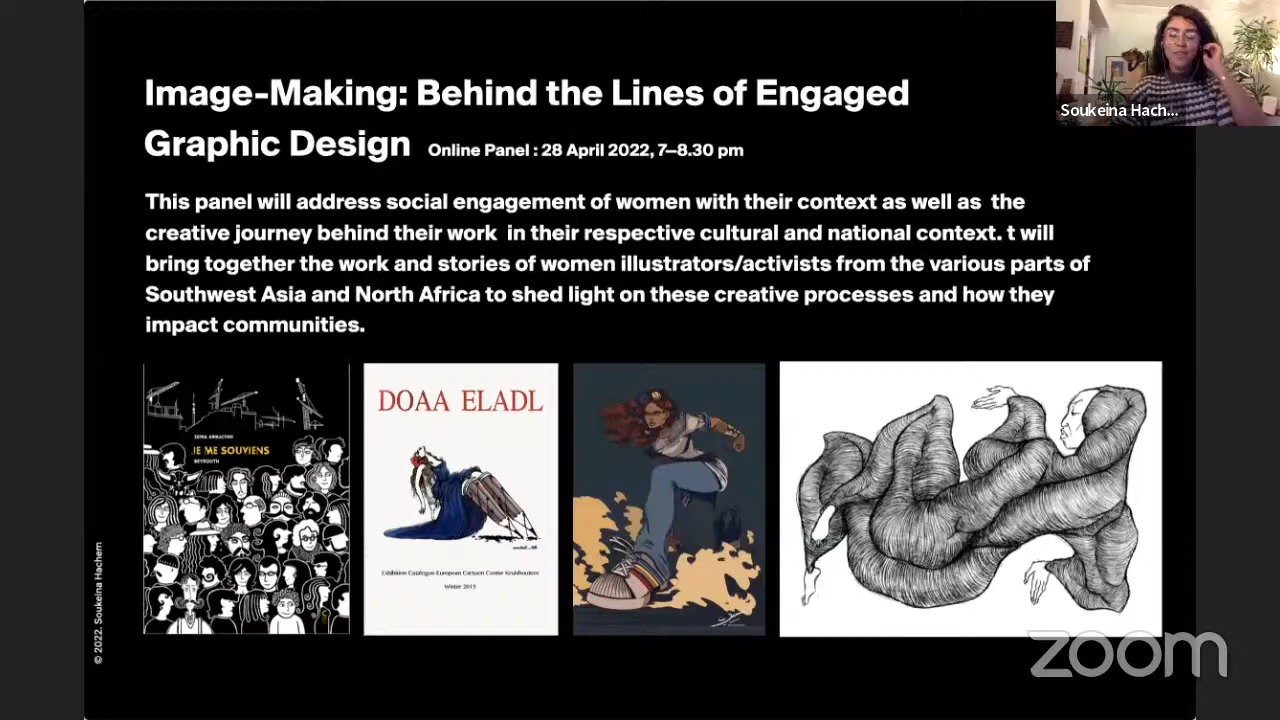 Image-Making: Behind the Lines of Engaged
Graphic Design Online Panel : 28 April 2022, 7–8.30 pm
This panel will address social engagement of women with their context as well as the
creative journey behind their work in their respective cultural and national context. t will
bring together the work and stories of women illustrators/activists from the various parts of
Southwest Asia and North Africa to shed light on these creative processes and how they
impact communities.
Soukeina Hach...
ZEINA ABIRACHED
JE ME SOUVIENS
BEYROUTH
DOAA ELADL
Exhibition Catalogue European Cartoon Center Kruishoutem
Winter 2015
© 2022. Soukeina Hachem
zoom